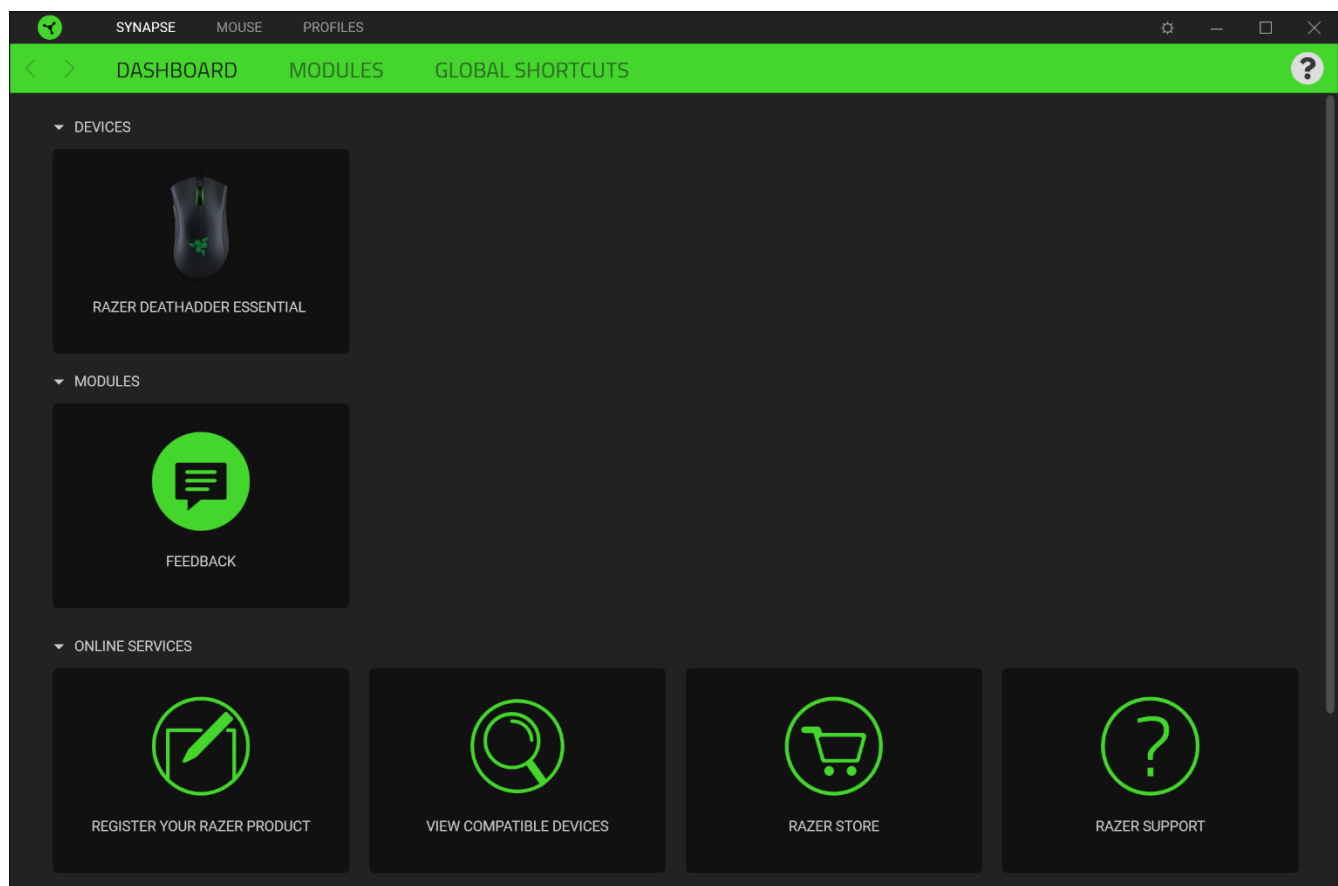 SYNAPSE MOUSE PROFILES
DASHBOARD MODULES GLOBAL SHORTCUTS ?
DEVICES
RAZER DEATHADDER ESSENTIAL
MODULES
FEEDBACK
ONLINE SERVICES
REGISTER YOUR RAZER PRODUCT VIEW COMPATIBLE DEVICES RAZER STORE RAZER SUPPORT